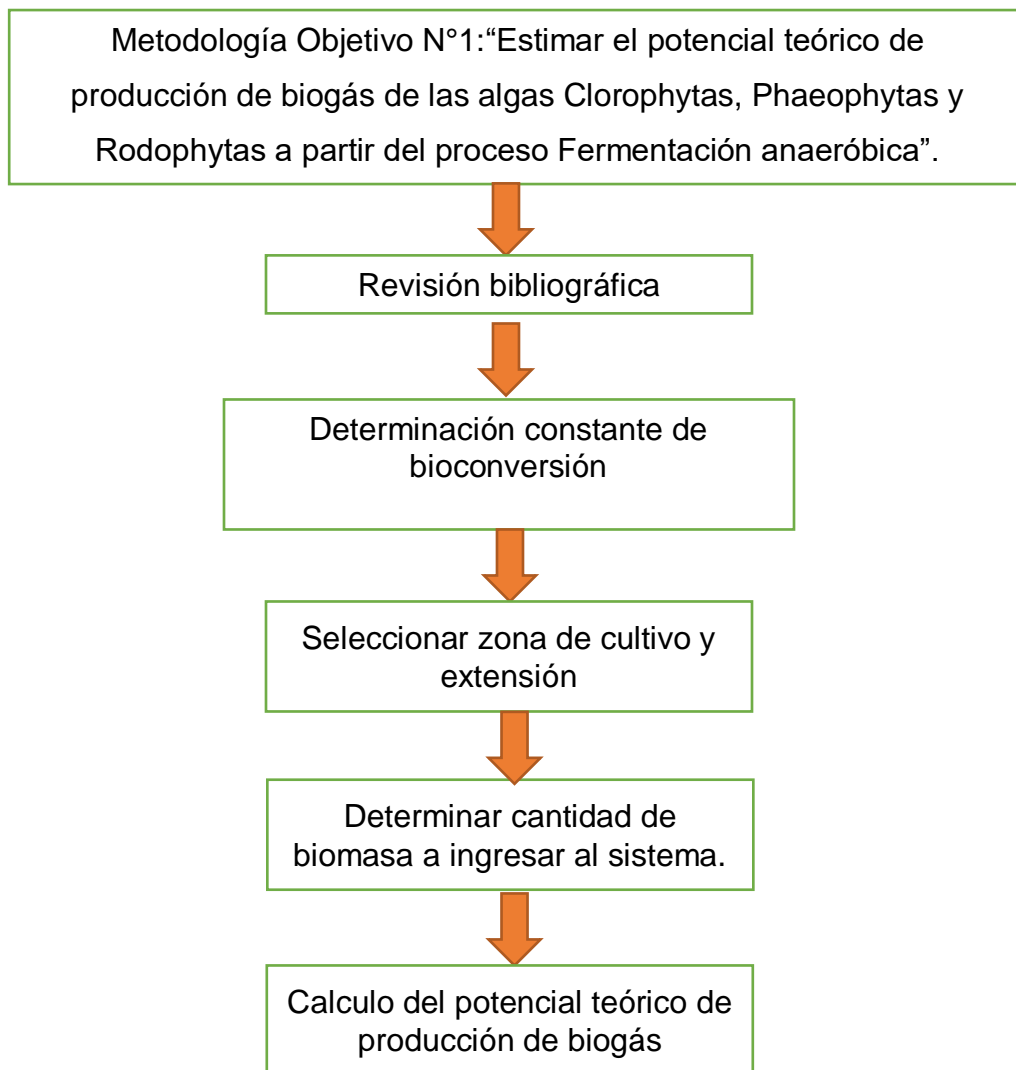 Metodología Objetivo N°1:“Estimar el potencial teórico de
producción de biogás de las algas Clorophytas, Phaeophytas y
Rodophytas a partir del proceso Fermentación anaeróbica”.
Revisión bibliográfica
Determinación constante de
bioconversión
Seleccionar zona de cultivo y
extensión
Determinar cantidad de
biomasa a ingresar al sistema.
Calculo del potencial teórico de
producción de biogás